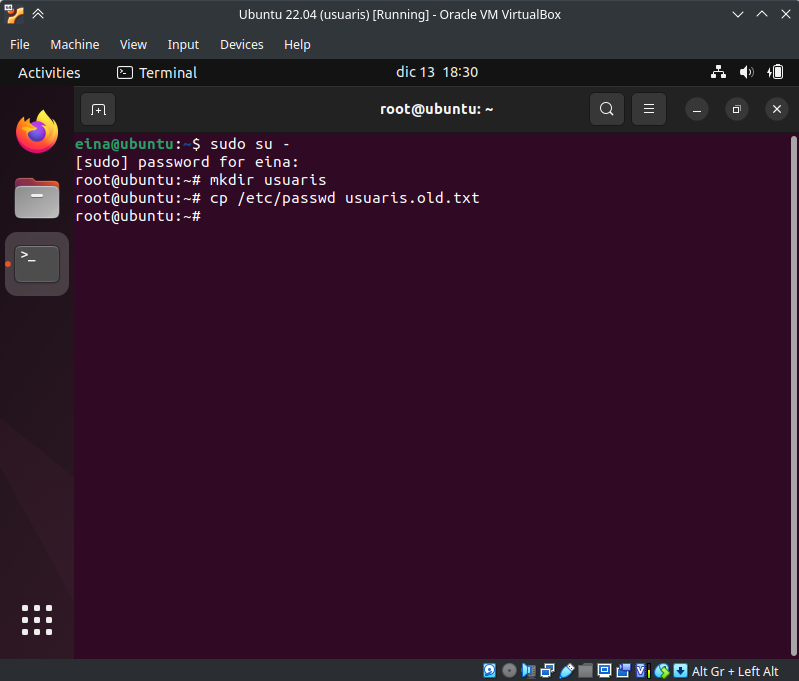 Ubuntu 22.04 (usuaris) [Running] - Oracle VM VirtualBox
File Machine View Input Devices Help
Activities Terminal dic 13 18:30
root@ubuntu: ~
eina@ubuntu:~$ sudo su -
[sudo] password for eina:
root@ubuntu:~# mkdir usuaris
root@ubuntu:~# cp /etc/passwd usuaris.old.txt
root@ubuntu:~#
Alt Gr + Left Alt